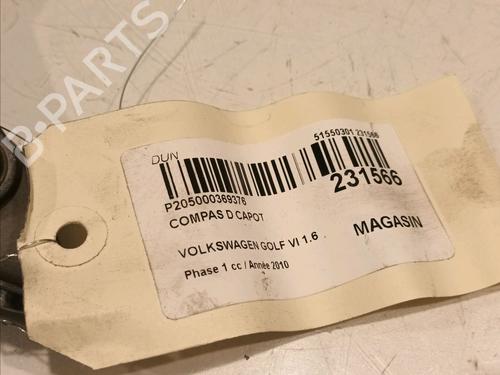 B-PARTS
DUN
51550301 231566
P205000369376
231566
COMPAS D CAPOT
VOLKSWAGEN GOLF VI 1.6
MAGASIN
Phase 1 cc / Année 2010